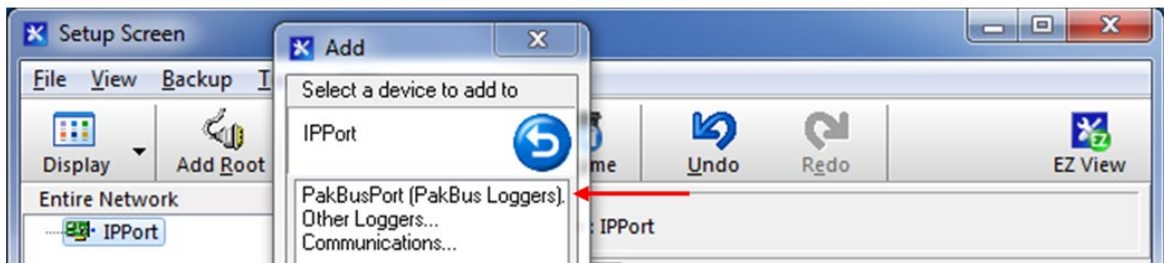 Setup Screen
Add
File View Backup T
Select a device to add to
IPPort
Display
Add Root
me
Undo
Redo
EZ
EZ View
Entire Network
PakBusPort (PakBus Loggers).
IPPort
Other Loggers...
: IPPort
Communications...